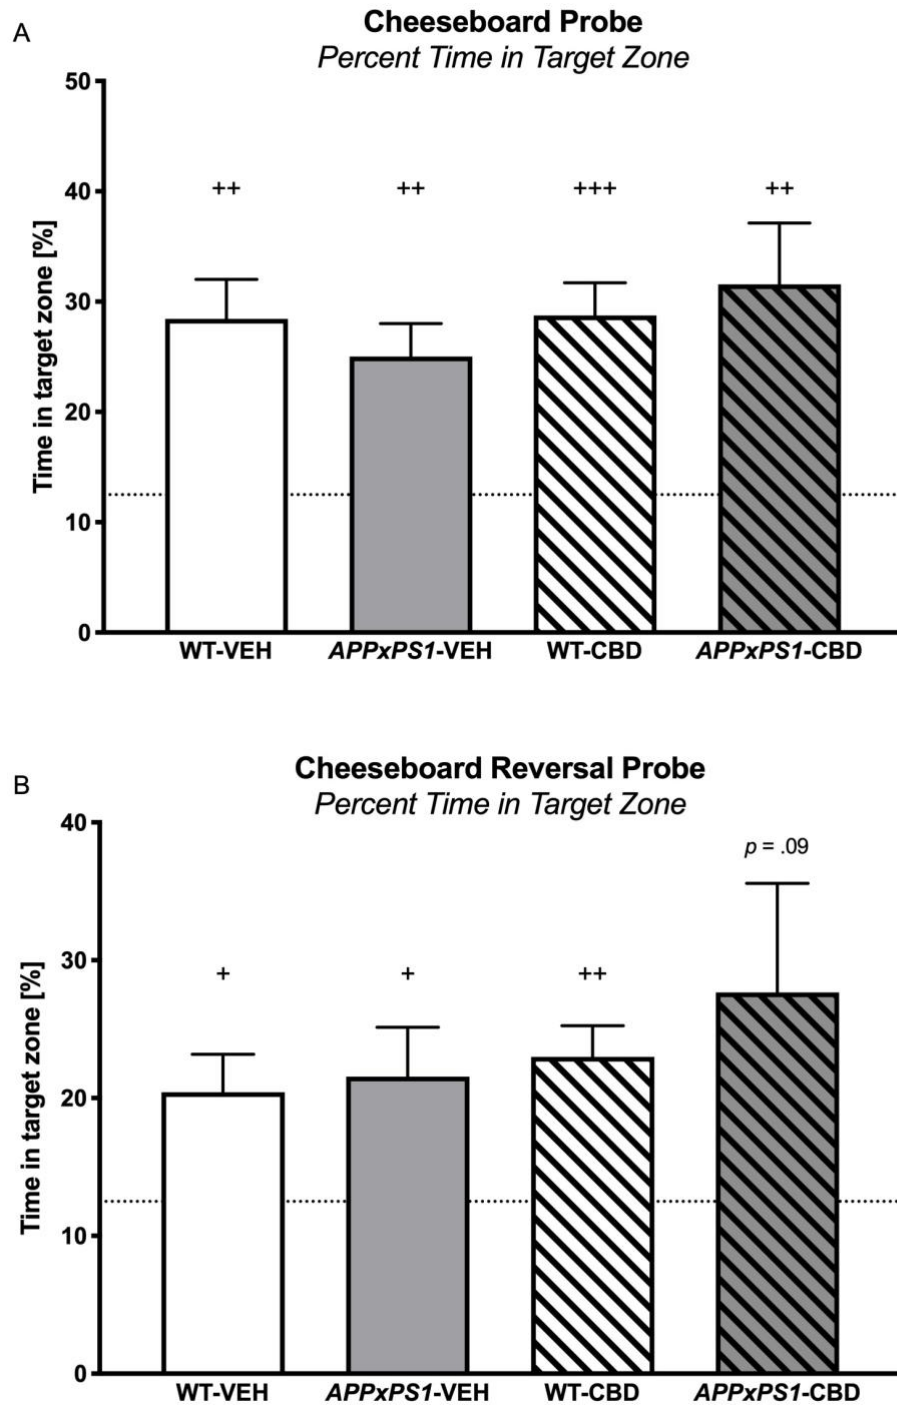 A
Cheeseboard Probe
Percent Time in Target Zone
Time in target zone [%]
50
40
30
20
10
0
++
++
+++
++
WT-VEH
APPxPS1-VEH
WT-CBD
APPxPS1-CBD
B
Cheeseboard Reversal Probe
Percent Time in Target Zone
Time in target zone [%]
40
30
20
10
0
+
+
++
p = .09
WT-VEH
APPxPS1-VEH
WT-CBD
APPxPS1-CBD